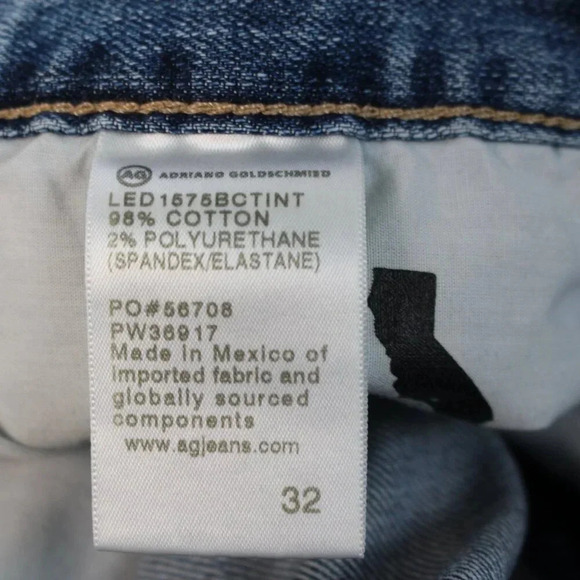 AG ADRIANO GOLDSCHMIED
LED1575BCTINT
98% COTTON
2% POLYURETHANE
(SPANDEX/ELASTANE)
PO#56708
PW36917
Made in Mexico of
imported fabric and
globally sourced
components
www.agjeans.com
32